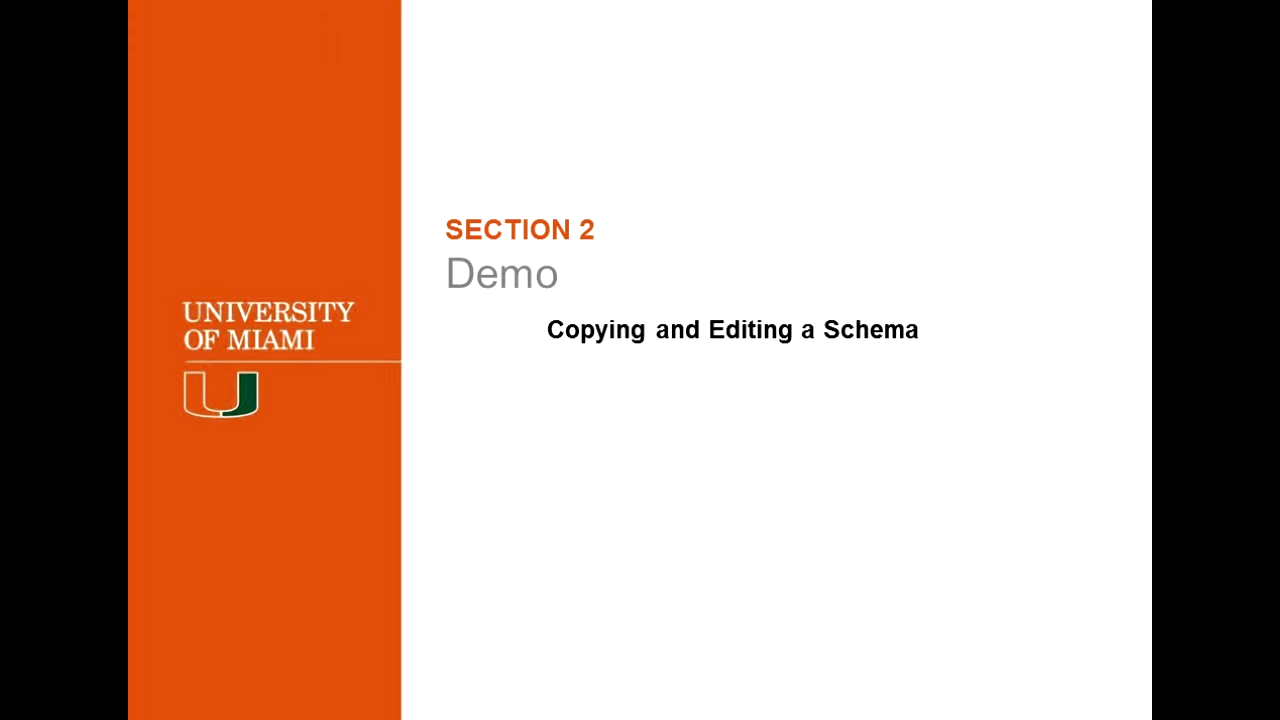 UNIVERSITY
OF MIAMI
SECTION 2
Demo
Copying and Editing a Schema